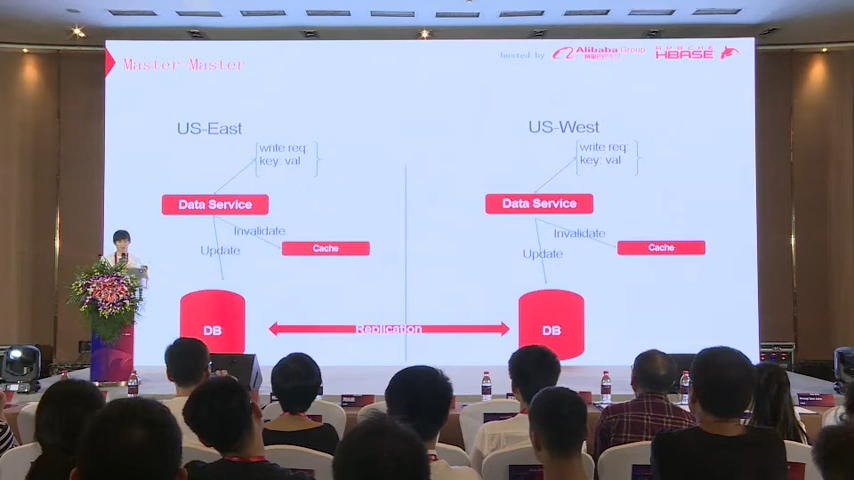 Master-Master
hosted by
Alibaba Group
APACHE
HBASE
US-East
write req:
key: val
Data Service
Invalidate
Update
Cache
DB
Replication
US-West
write req:
key: val
Data Service
Invalidate
Update
Cache
DB